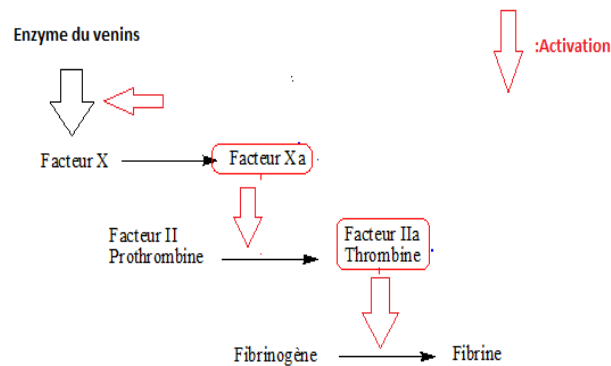 Enzyme du venins
:Activation
Facteur X
Facteur Xa
Facteur II
Prothrombine
Facteur IIa
Thrombine
Fibrinogène
Fibrine